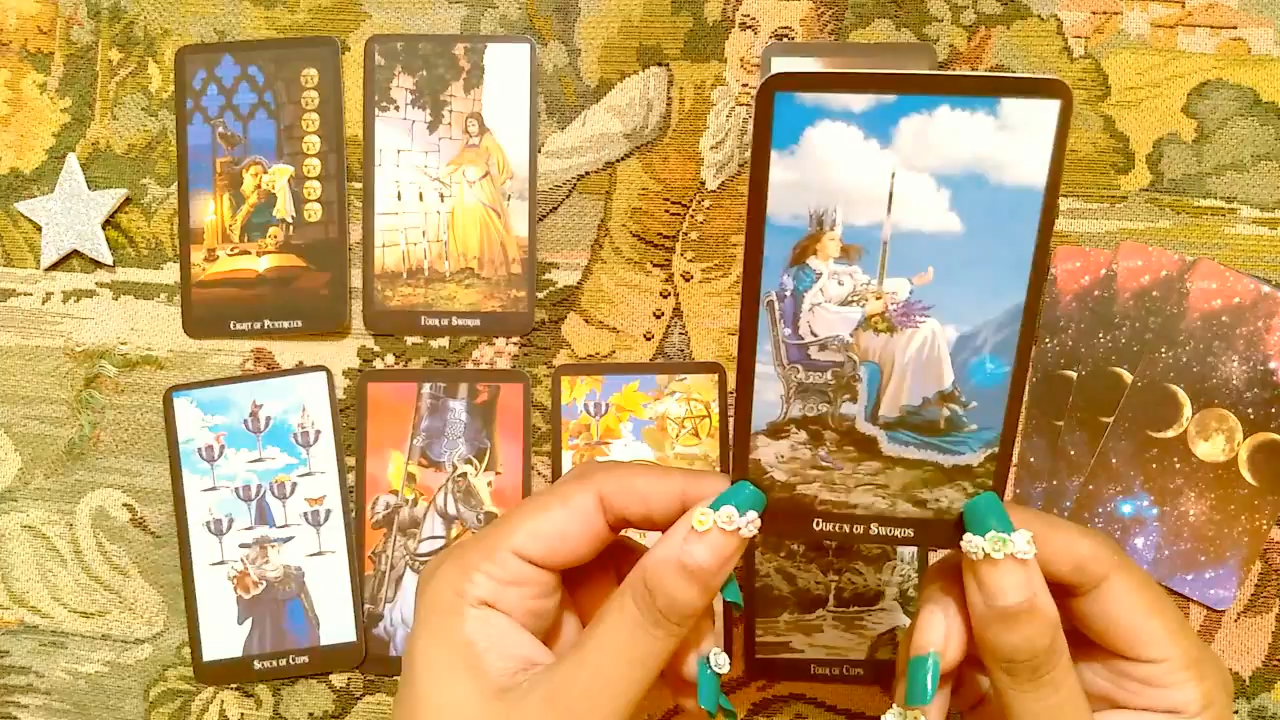 EIGHT OF PENTACLES
FOUR OF SWORDS
QUEEN OF SWORDS
SEVEN OF CUPS
FOUR OF CUPS